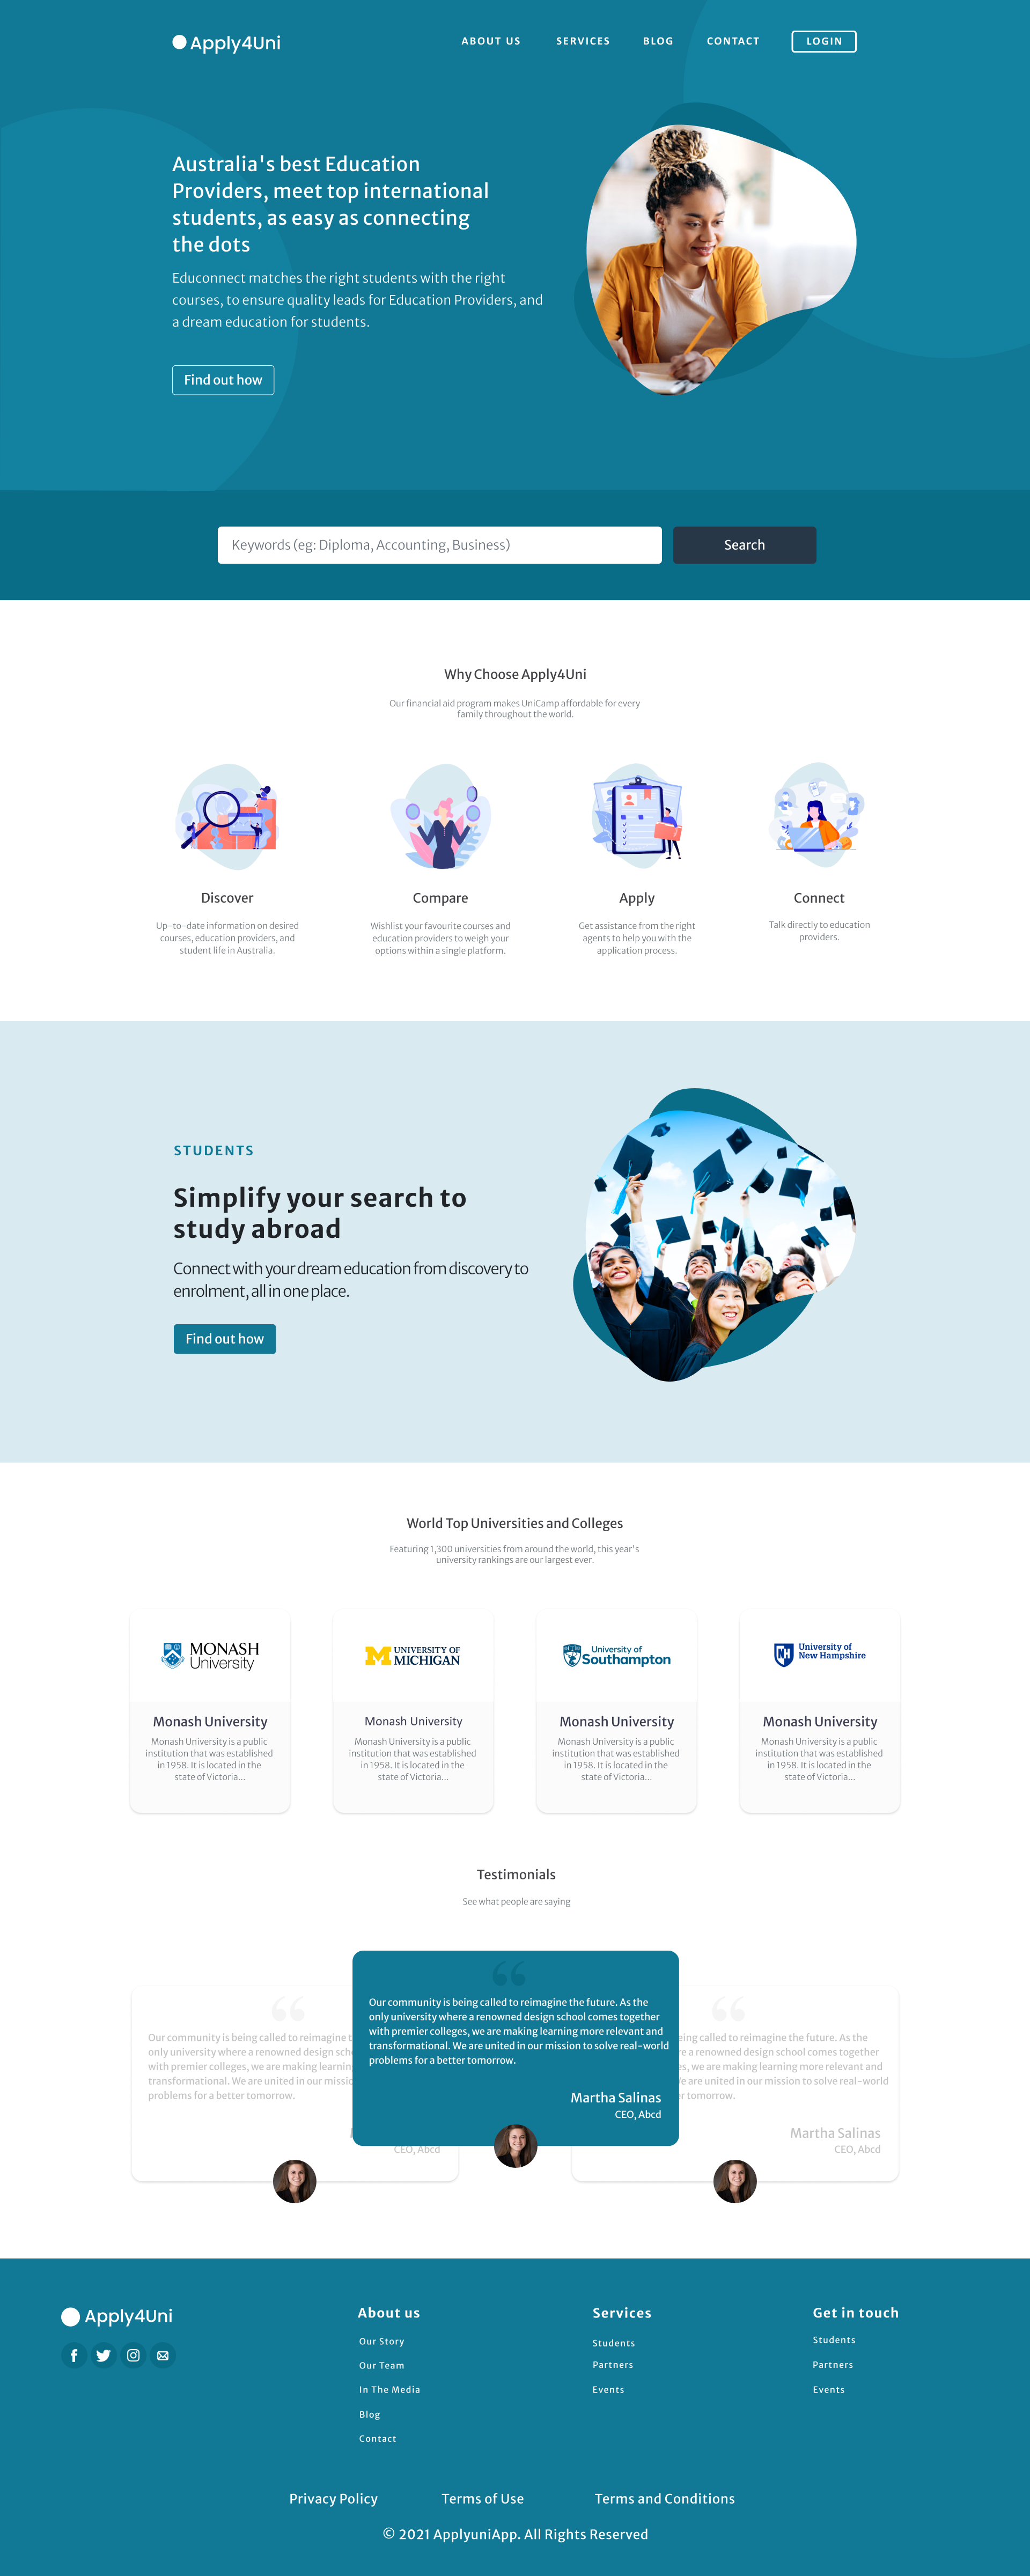 Apply4Uni
ABOUT US
SERVICES
BLOG
CONTACT
LOGIN
Australia's best Education
Providers, meet top international
students, as easy as connecting
the dots
Educonnect matches the right students with the right
courses, to ensure quality leads for Education Providers, and
a dream education for students.
Find out how
Keywords (eg: Diploma, Accounting, Business)
Search
Why Choose Apply4Uni
Our financial aid program makes UniCamp affordable for every
family throughout the world.
Discover
Up-to-date information on desired
courses, education providers, and
student life in Australia.
Compare
Wishlist your favourite courses and
education providers to weigh your
options within a single platform.
Apply
Get assistance from the right
agents to help you with the
application process.
Connect
Talk directly to education
providers.
STUDENTS
Simplify your search to
study abroad
Connect with your dream education from discovery to
enrolment, all in one place.
Find out how
World Top Universities and Colleges
Featuring 1,300 universities from around the world, this year's
university rankings are our largest ever.
MONASH
University
Monash University
Monash University is a public
institution that was established
in 1958. It is located in the
state of Victoria...
M
UNIVERSITY OF
MICHIGAN
Monash University
Monash University is a public
institution that was established
in 1958. It is located in the
state of Victoria...
University of
Southampton
Monash University
Monash University is a public
institution that was established
in 1958. It is located in the
state of Victoria...
NH
University of
New Hampshire
Monash University
Monash University is a public
institution that was established
in 1958. It is located in the
state of Victoria...
Testimonials
See what people are saying
Our community is being called to reimagine
only university where a renowned design
with premier colleges, we are making
transformational. We are united in our
problems for a better tomorrow.
CEO, Abcd
Our community is being called to reimagine the future. As the
only university where a renowned design school comes together
with premier colleges, we are making learning more relevant and
transformational. We are united in our mission to solve real-world
problems for a better tomorrow.
Martha Salinas
CEO, Abcd
called to reimagine the future. As the
a renowned design school comes together
we are making learning more relevant and
are united in our mission to solve real-world
tomorrow.
Martha Salinas
CEO, Abcd
Apply4Uni
About us
Our Story
Our Team
In The Media
Blog
Contact
Services
Students
Partners
Events
Get in touch
Students
Partners
Events
Privacy Policy
Terms of Use
Terms and Conditions
© 2021 ApplyuniApp. All Rights Reserved